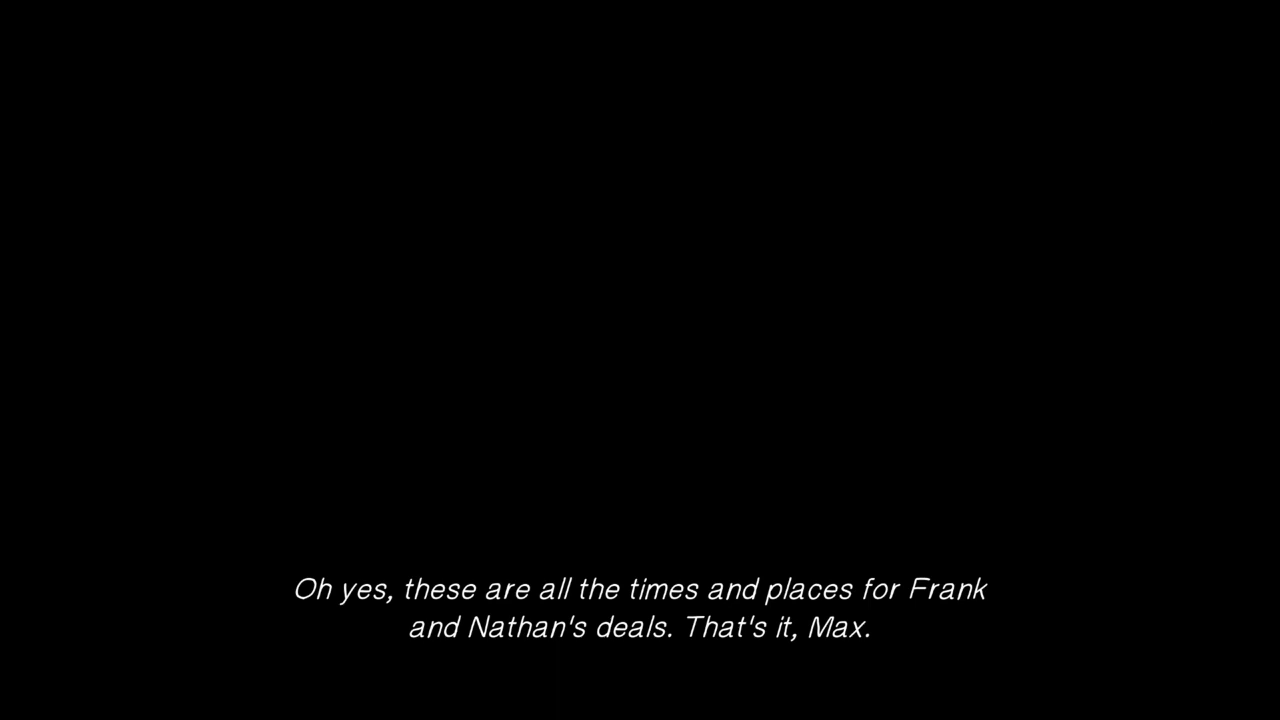 Oh yes, these are all the times and places for Frank
and Nathan's deals. That's it, Max.